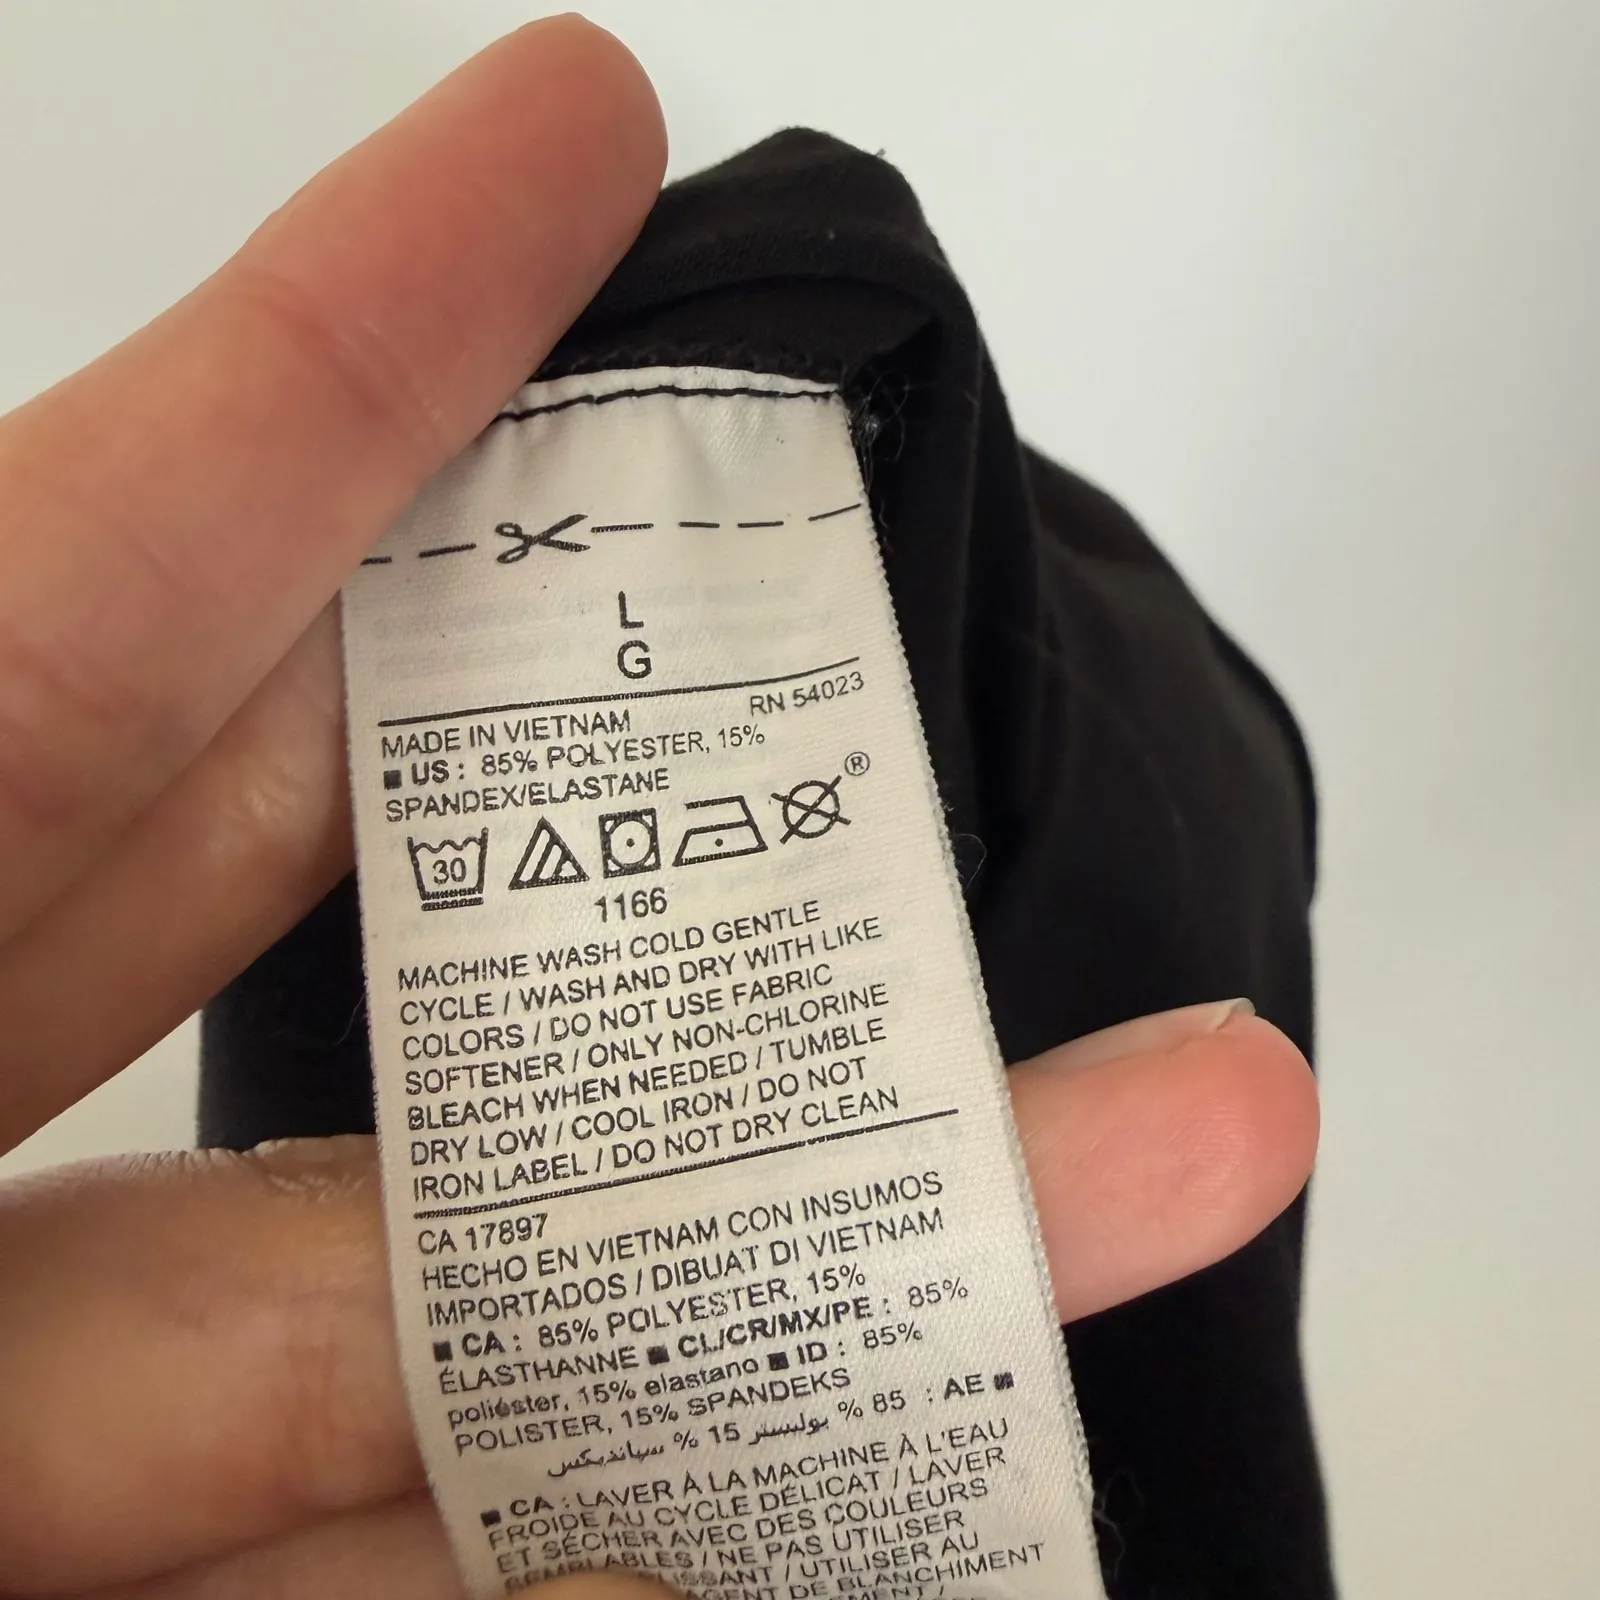 L
G
RN 54023
MADE IN VIETNAM
■ US : 85% POLYESTER, 15%
SPANDEX/ELASTANE
®
30
1166
MACHINE WASH COLD GENTLE
CYCLE / WASH AND DRY WITH LIKE
COLORS / DO NOT USE FABRIC
SOFTENER / ONLY NON-CHLORINE
BLEACH WHEN NEEDED / TUMBLE
DRY LOW / COOL IRON / DO NOT
IRON LABEL / DO NOT DRY CLEAN
CA 17897
HECHO EN VIETNAM CON INSUMOS
IMPORTADOS / DIBUAT DI VIETNAM
■ CA : 85% POLYESTER, 15%
ÉLASTHANNE ■ CL/CR/MX/PE : 85%
poliéster, 15% elastano ■ ID : 85%
POLISTER, 15% SPANDEKS
■ AE : 85 % بوليستر 15 % سباندكس
■ CA : LAVER À LA MACHINE À L'EAU
FROIDE AU CYCLE DÉLICAT / LAVER
ET SÉCHER AVEC DES COULEURS
SEMBLABLES / NE PAS UTILISER
/ UTILISER AU
AGENT DE BLANCHIMENT